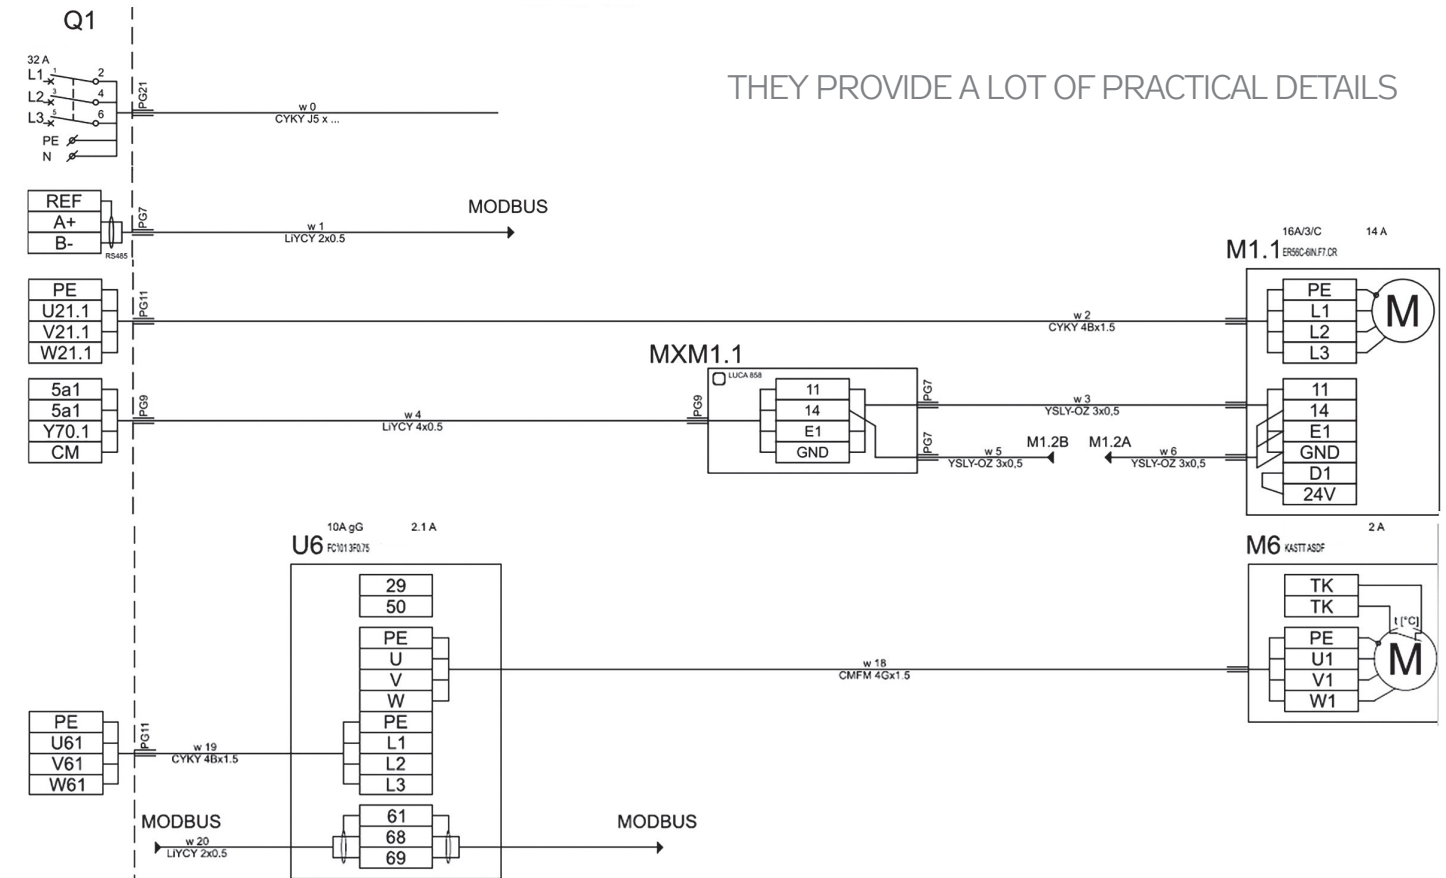 Q1
32 A
L1 1 2
L2 3 4
L3 5 6
PE
N
PG21
w 0
CYKY J5 x ...
THEY PROVIDE A LOT OF PRACTICAL DETAILS
REF
A+
B-
RS485
PG7
w 1
LiYCY 2x0.5
MODBUS
PE
U21.1
V21.1
W21.1
PG11
w 2
CYKY 4Bx1.5
16A/3/C 14 A
M1.1 ER56C-6IN.F7.CR
PE
L1
L2
L3
M
5a1
5a1
Y70.1
CM
PG9
w 4
LiYCY 4x0.5
PG9
MXM1.1
LUCA 858
11
14
E1
GND
PG7
w 3
YSLY-OZ 3x0,5
PG7
w 5
YSLY-OZ 3x0,5
M1.2B
M1.2A
w 6
YSLY-OZ 3x0,5
11
14
E1
GND
D1
24V
10A gG 2.1 A
U6 FC101 3F0.75
29
50
PE
U
V
W
PE
L1
L2
L3
61
68
69
w 18
CMFM 4Gx1.5
2 A
M6 KASTT ASDF
TK
TK
t [°C]
PE
U1
V1
W1
M
PE
U61
V61
W61
PG11
w 19
CYKY 4Bx1.5
MODBUS
w 20
LiYCY 2x0.5
MODBUS